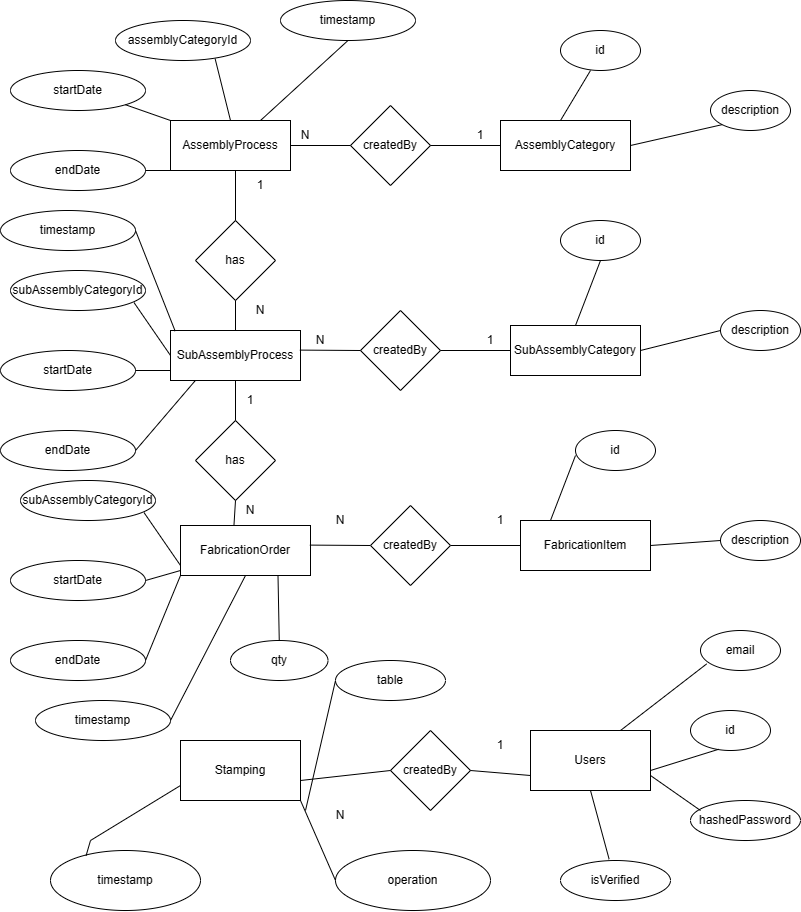 timestamp
assemblyCategoryId
id
startDate
description
N
1
AssemblyProcess
createdBy
AssemblyCategory
endDate
1
timestamp
has
id
subAssemblyCategoryId
N
description
N
1
SubAssemblyProcess
createdBy
SubAssemblyCategory
startDate
1
endDate
has
id
subAssemblyCategoryId
N
N
1
FabricationOrder
createdBy
FabricationItem
description
startDate
endDate
qty
email
table
timestamp
id
1
Stamping
createdBy
Users
N
hashedPassword
timestamp
operation
isVerified